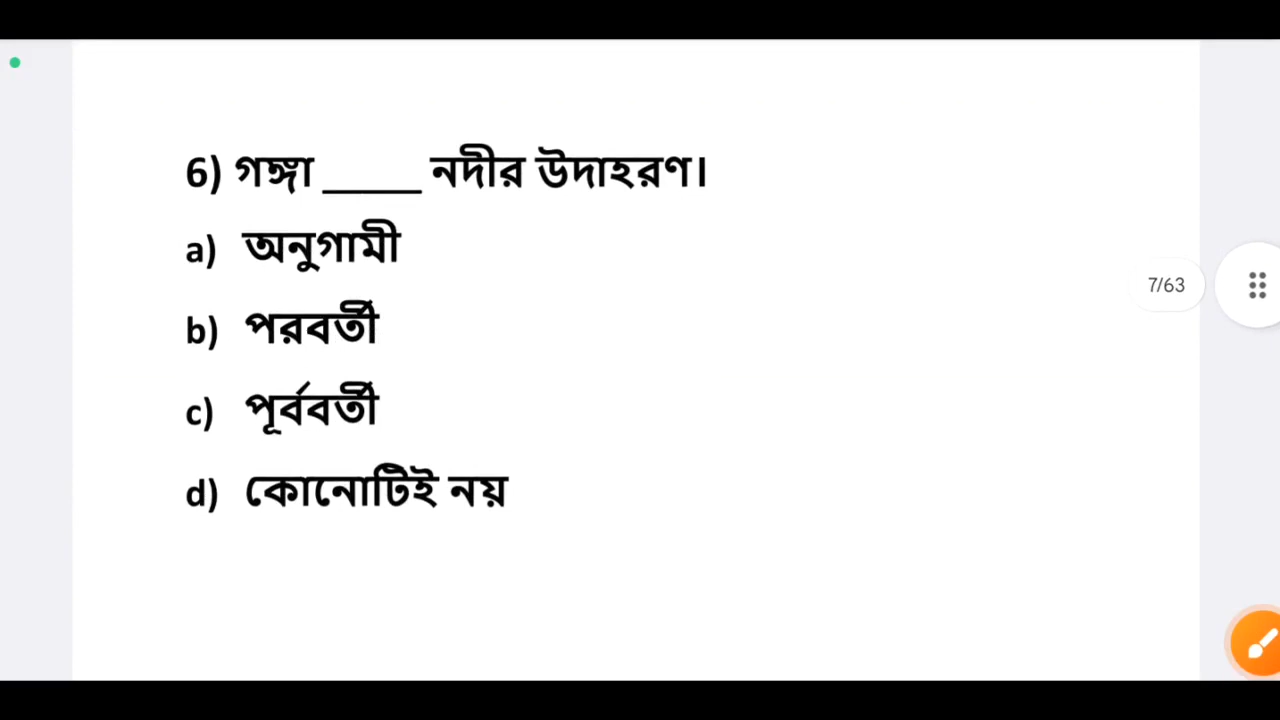 6) গঙ্গা _____ নদীর উদাহরণ।
a) অনুগামী
b) পরবর্তী
7/63
c) পূর্ববর্তী
d) কোনোটিই নয়